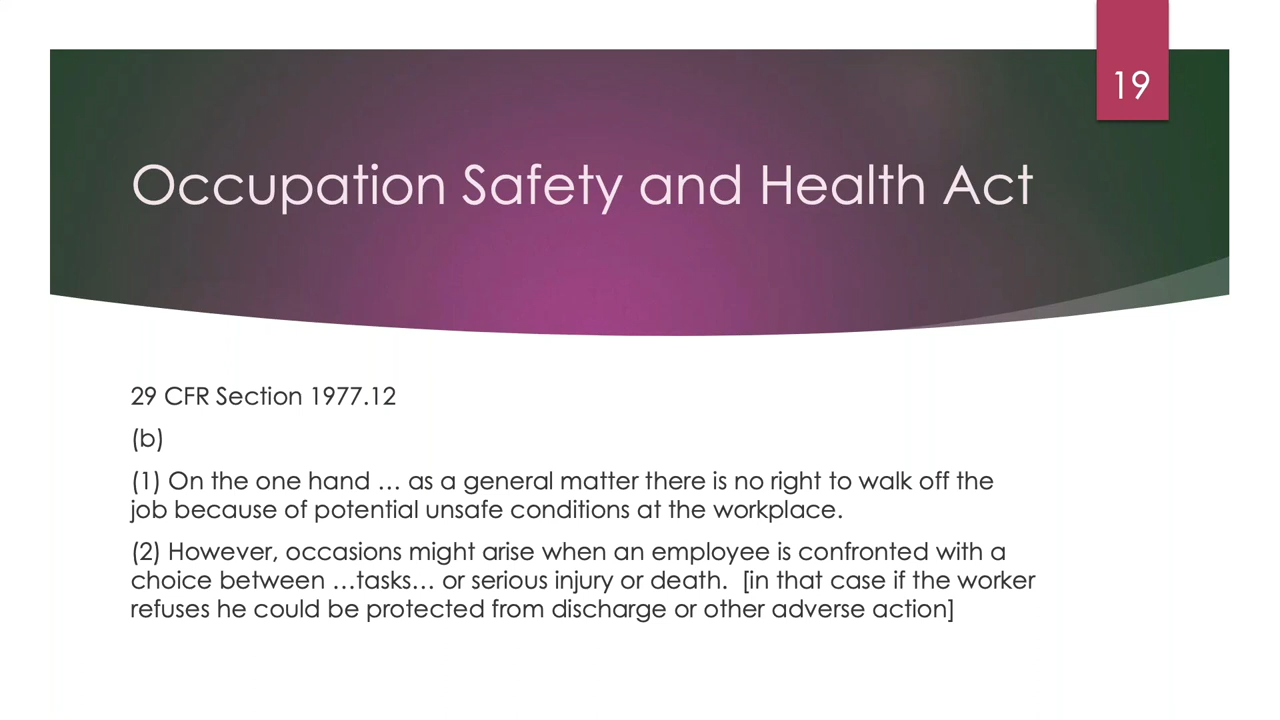 19
Occupation Safety and Health Act
29 CFR Section 1977.12
(b)
(1) On the one hand … as a general matter there is no right to walk off the
job because of potential unsafe conditions at the workplace.
(2) However, occasions might arise when an employee is confronted with a
choice between …tasks… or serious injury or death.  [in that case if the worker
refuses he could be protected from discharge or other adverse action]